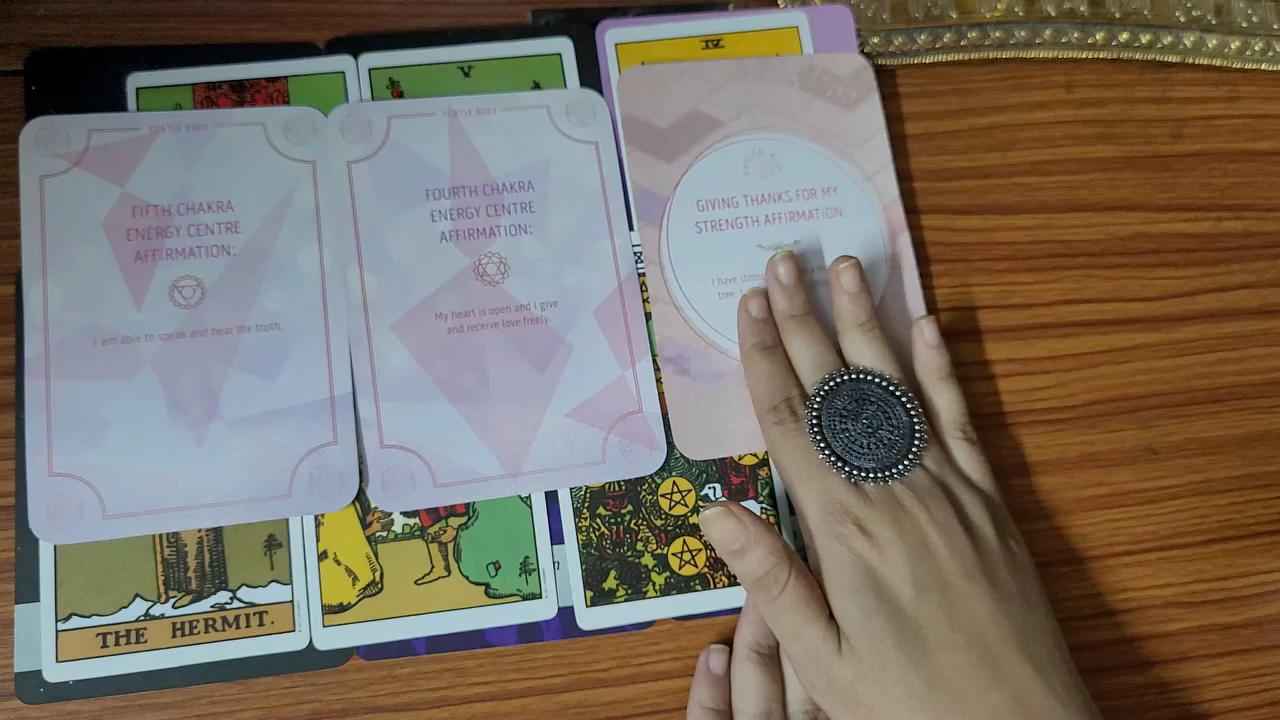 V
IV
SUBTLE BODY
FIFTH CHAKRA
ENERGY CENTRE
AFFIRMATION:
I am able to speak and hear the truth.
SUBTLE BODY
FOURTH CHAKRA
ENERGY CENTRE
AFFIRMATION:
My heart is open and I give
and receive love freely.
PHYSICAL BODY
GIVING THANKS FOR MY
STRENGTH AFFIRMATION:
I have
tree.
THE HERMIT.